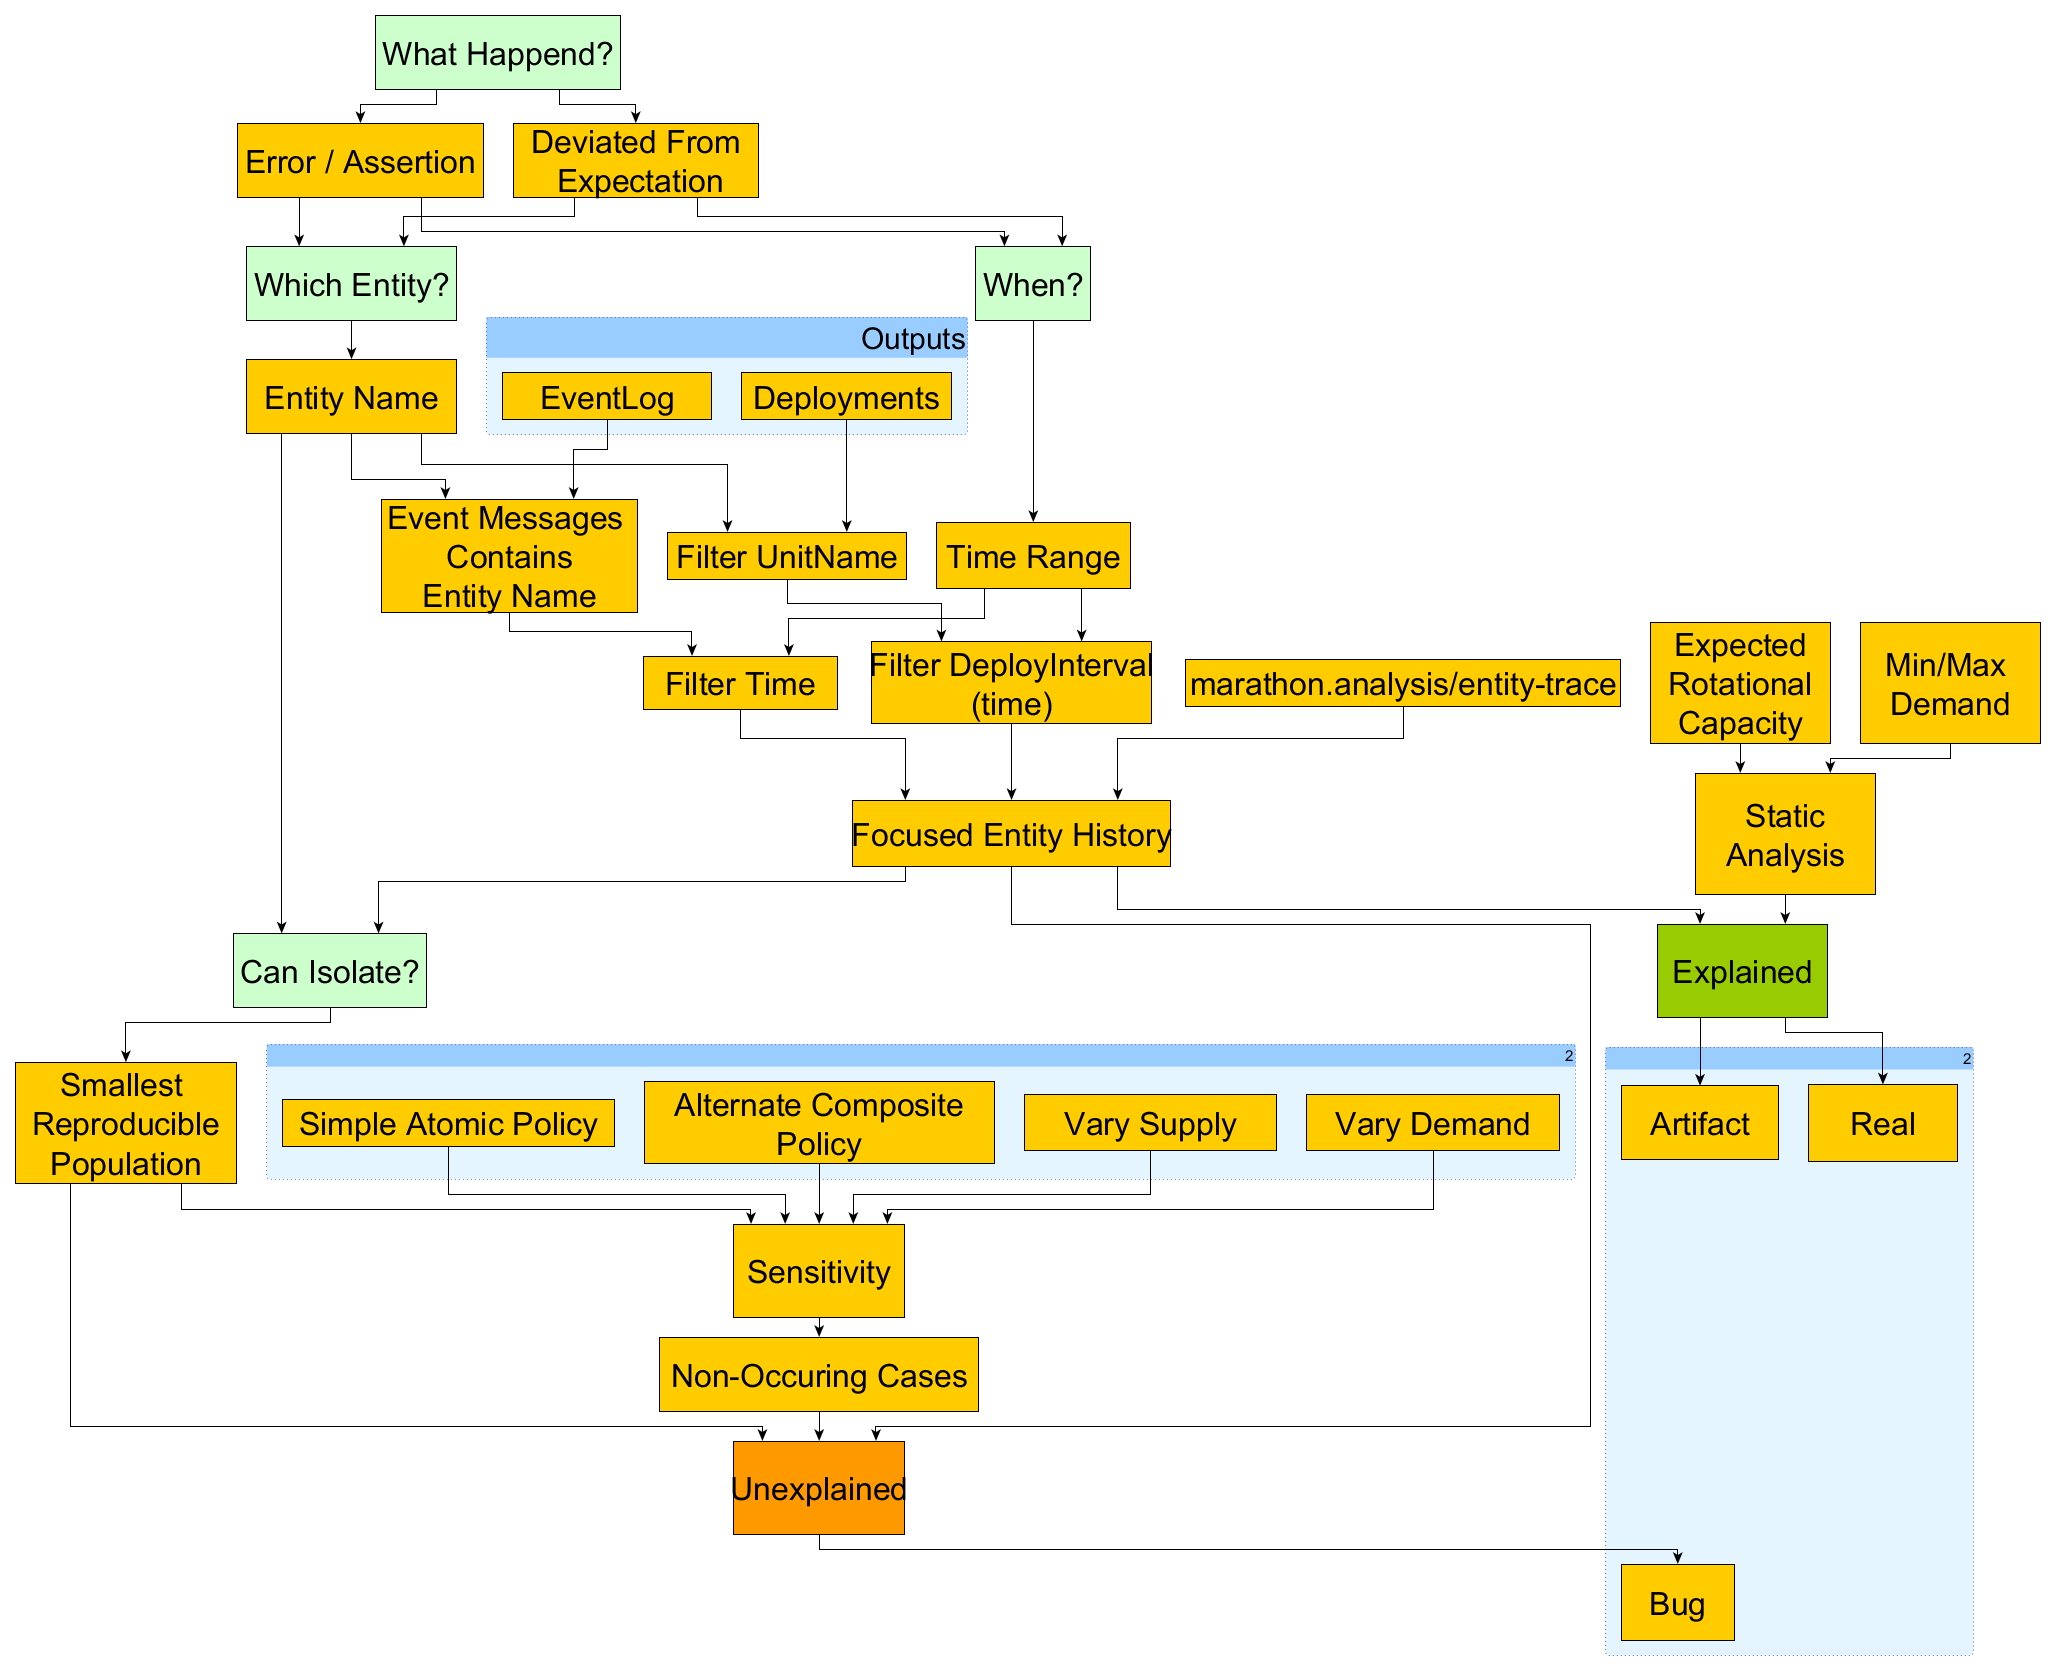 What Happend?
Error / Assertion
Deviated From
Expectation
Which Entity?
When?
Outputs
Entity Name
EventLog
Deployments
Event Messages
Contains
Entity Name
Filter UnitName
Time Range
Filter Time
Filter DeployInterval
(time)
marathon.analysis/entity-trace
Expected
Rotational
Capacity
Min/Max
Demand
Focused Entity History
Static
Analysis
Can Isolate?
Explained
Smallest
Reproducible
Population
2
Simple Atomic Policy
Alternate Composite
Policy
Vary Supply
Vary Demand
2
Artifact
Real
Sensitivity
Non-Occuring Cases
Unexplained
Bug